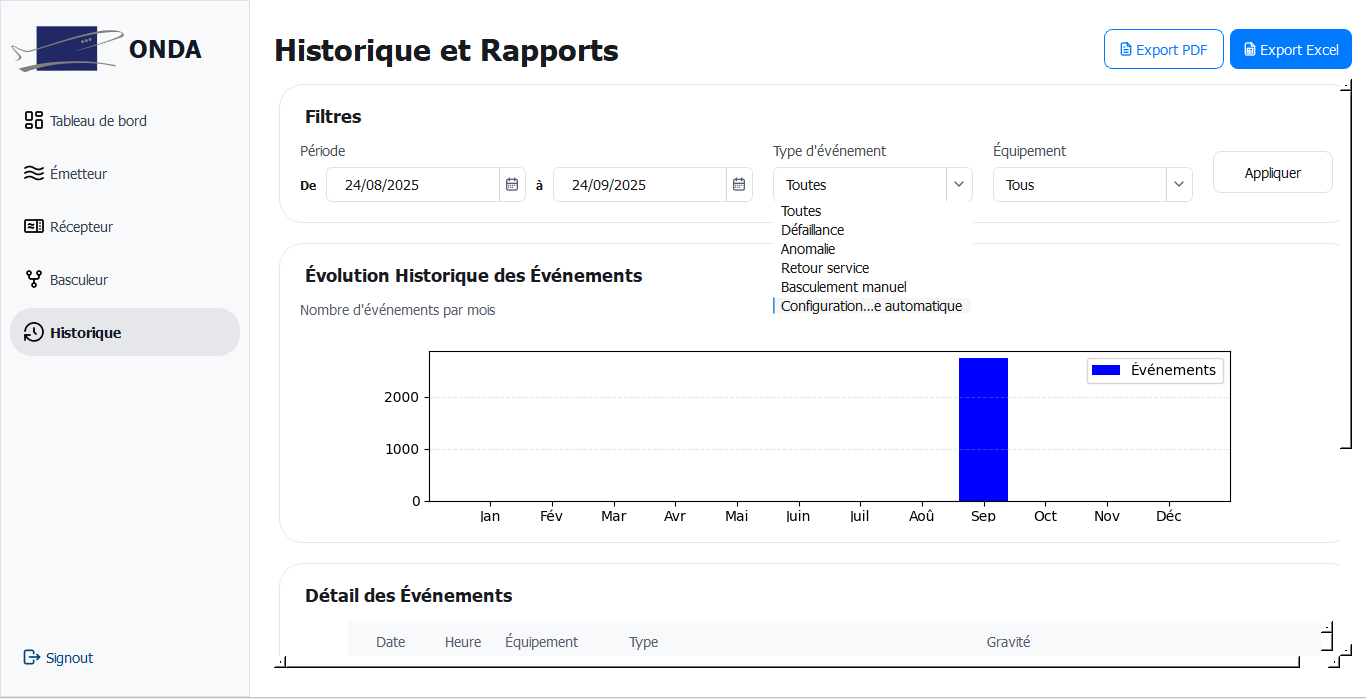 ONDA
Tableau de bord
Émetteur
Récepteur
Basculeur
Historique
Signout
Historique et Rapports
Export PDF
Export Excel
Filtres
Période
Type d'événement
Équipement
De 24/08/2025 à 24/09/2025
Toutes
Tous
Appliquer
Toutes
Défaillance
Anomalie
Retour service
Basculement manuel
Configuration...e automatique
Évolution Historique des Événements
Nombre d'événements par mois
Événements
2000
1000
0
Jan Fév Mar Avr Mai Juin Juil Aoû Sep Oct Nov Déc
Détail des Événements
Date Heure Équipement Type Gravité